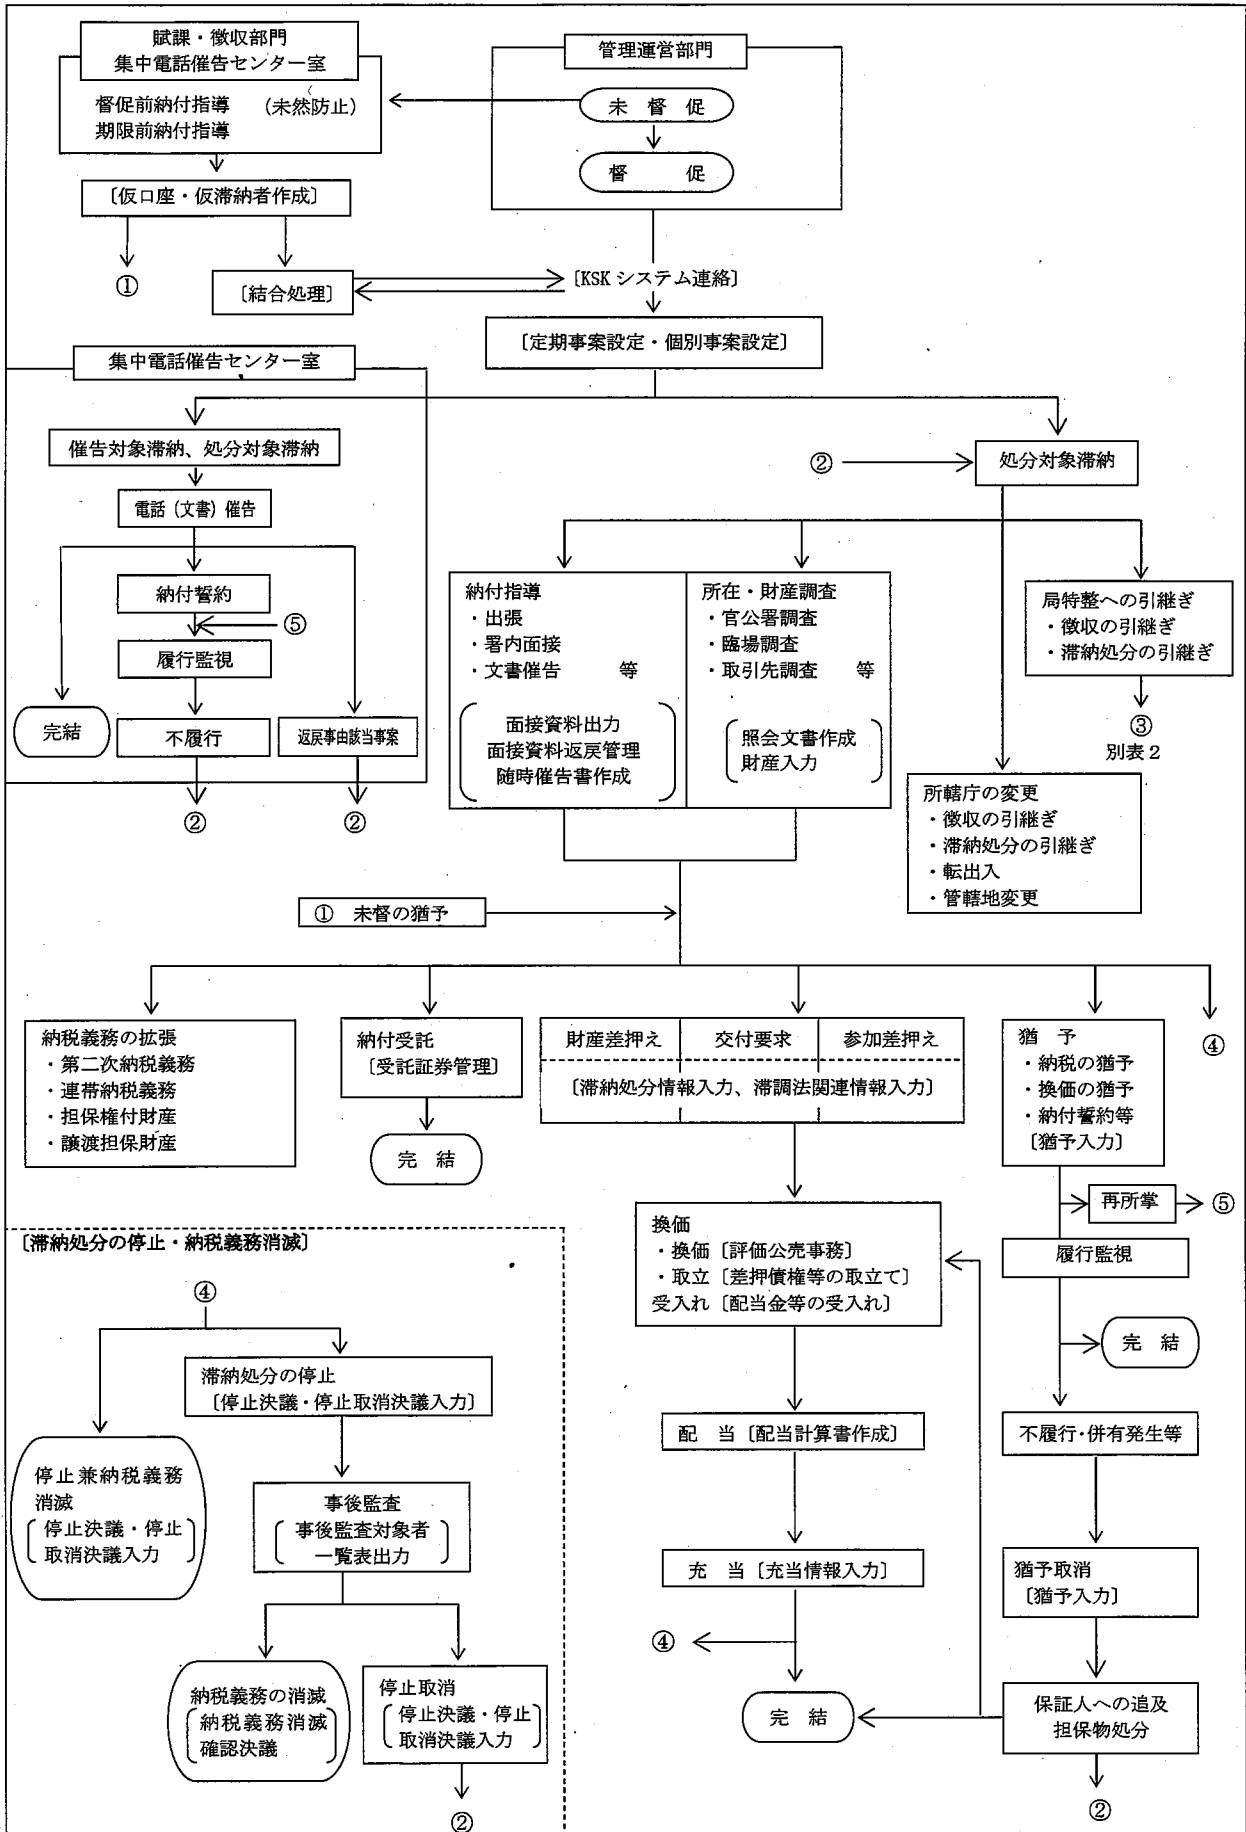 賦課・徴収部門
集中電話催告センター室
督促前納付指導 (未然防止)
期限前納付指導
管理運営部門
未 督 促
督 促
〔仮口座・仮滞納者作成〕
①
〔結合処理〕
〔KSK システム連絡〕
〔定期事案設定・個別事案設定〕
集中電話催告センター室
催告対象滞納、処分対象滞納
電話（文書）催告
納付誓約
⑤
履行監視
完結
不履行
返戻事由該当事案
②
②
②
処分対象滞納
納付指導
・出張
・署内面接
・文書催告 等
面接資料出力
面接資料返戻管理
随時催告書作成
所在・財産調査
・官公署調査
・臨場調査
・取引先調査 等
照会文書作成
財産入力
局特整への引継ぎ
・徴収の引継ぎ
・滞納処分の引継ぎ
③
別表２
所轄庁の変更
・徴収の引継ぎ
・滞納処分の引継ぎ
・転出入
・管轄地変更
① 未督の猶予
納税義務の拡張
・第二次納税義務
・連帯納税義務
・担保権付財産
・譲渡担保財産
納付受託
〔受託証券管理〕
完 結
財産差押え 交付要求 参加差押え
〔滞納処分情報入力、滞調法関連情報入力〕
猶 予
・納税の猶予
・換価の猶予
・納付誓約等
〔猶予入力〕
④
再所掌
⑤
履行監視
完 結
不履行・併有発生等
猶予取消
〔猶予入力〕
保証人への追及
担保物処分
②
換価
・換価〔評価公売事務〕
・取立〔差押債権等の取立て〕
受入れ〔配当金等の受入れ〕
配 当〔配当計算書作成〕
充 当〔充当情報入力〕
④
完 結
〔滞納処分の停止・納税義務消滅〕
④
滞納処分の停止
〔停止決議・停止取消決議入力〕
停止兼納税義務
消滅
停止決議・停止
取消決議入力
事後監査
事後監査対象者
一覧表出力
納税義務の消滅
納税義務消滅
確認決議
停止取消
停止決議・停止
取消決議入力
②